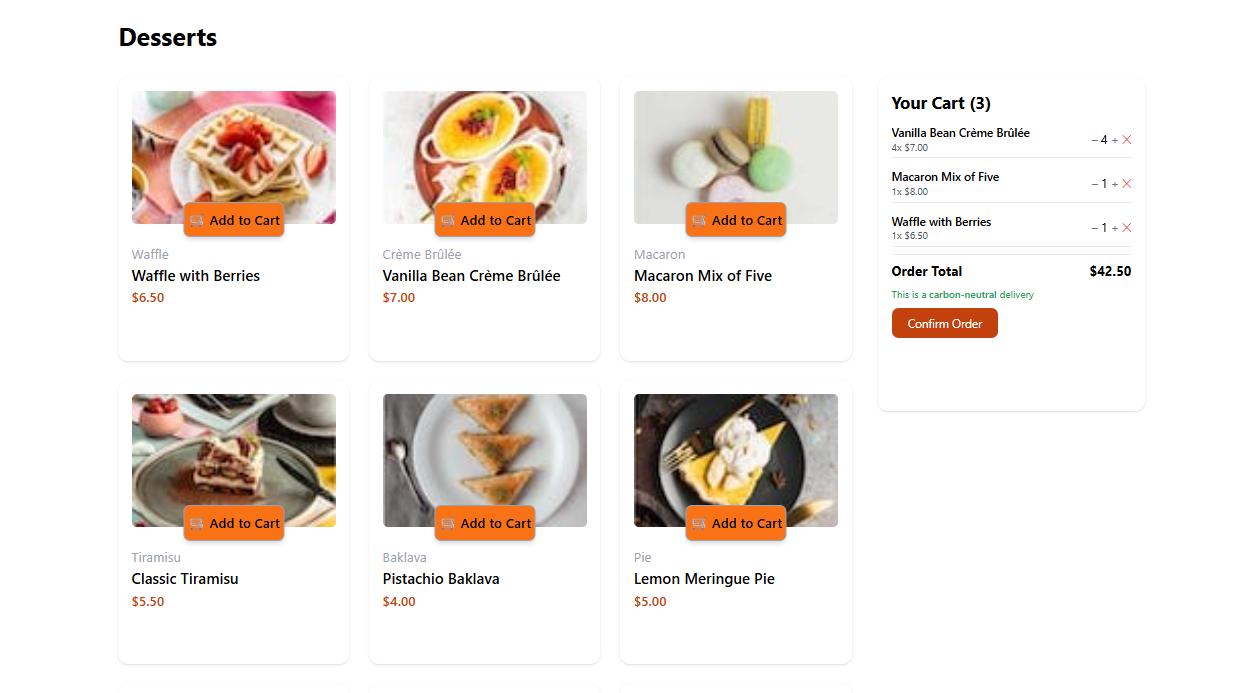 Desserts
🛒 Add to Cart
Waffle
Waffle with Berries
$6.50
🛒 Add to Cart
Crème Brûlée
Vanilla Bean Crème Brûlée
$7.00
🛒 Add to Cart
Macaron
Macaron Mix of Five
$8.00
🛒 Add to Cart
Tiramisu
Classic Tiramisu
$5.50
🛒 Add to Cart
Baklava
Pistachio Baklava
$4.00
🛒 Add to Cart
Pie
Lemon Meringue Pie
$5.00
Your Cart (3)
Vanilla Bean Crème Brûlée
4x $7.00
− 4 + ╳
Macaron Mix of Five
1x $8.00
− 1 + ╳
Waffle with Berries
1x $6.50
− 1 + ╳
Order Total $42.50
This is a carbon-neutral delivery
Confirm Order